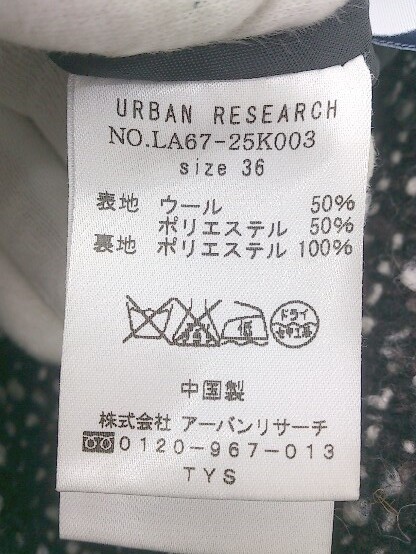 URBAN RESEARCH
NO.LA67-25K003
size 36
表地 ウール 50%
ポリエステル 50%
裏地 ポリエステル 100%
低 ドライ
中国製
株式会社 アーバンリサーチ
0120-967-013
TYS